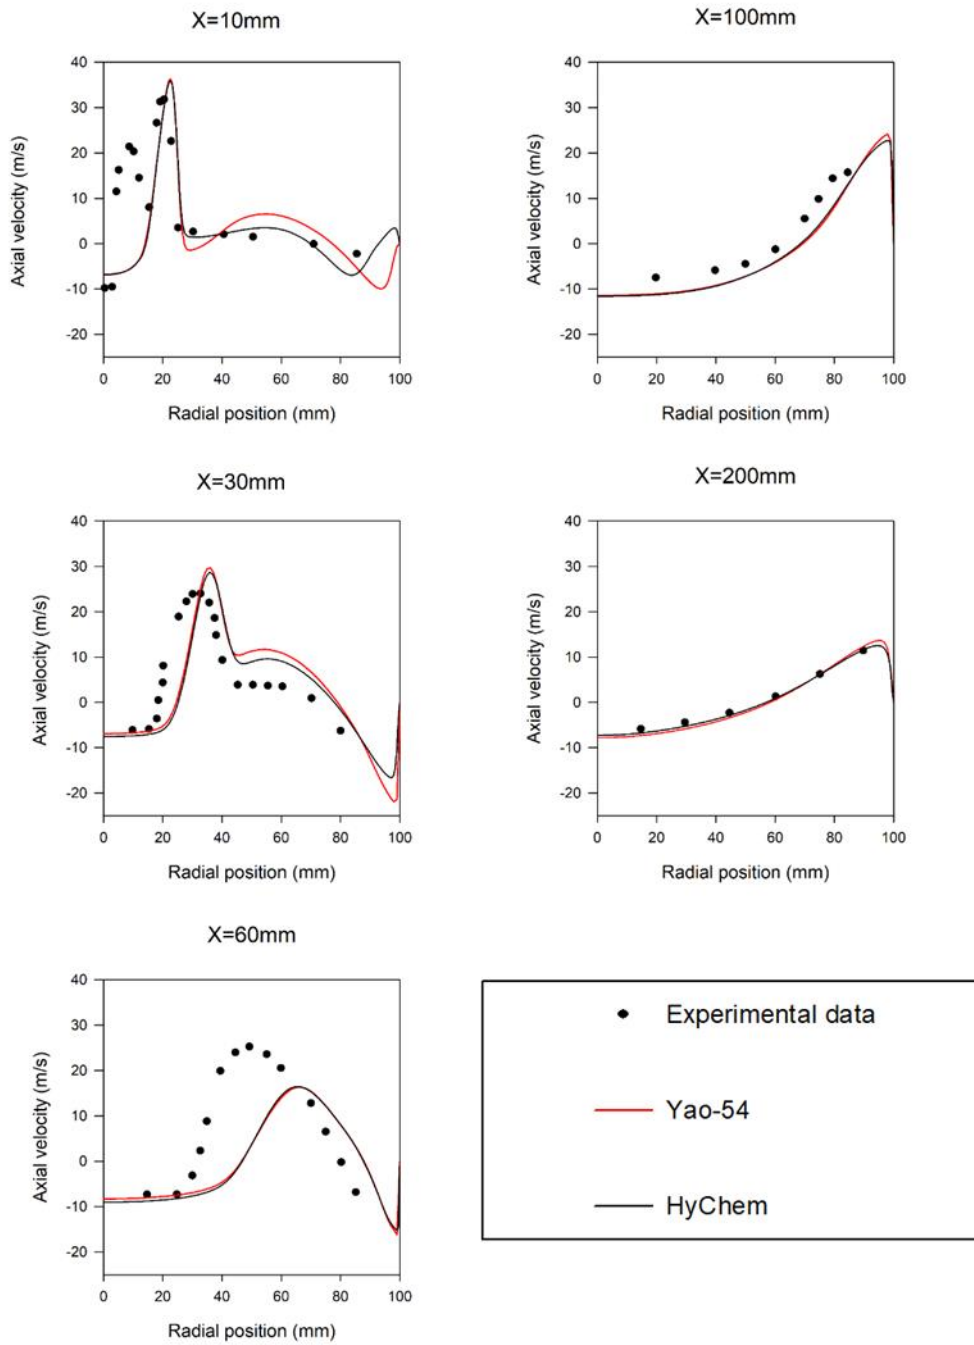 X=10mm
40
30
20
10
0
-10
-20
Axial velocity (m/s)
0 20 40 60 80 100
Radial position (mm)
X=100mm
40
30
20
10
0
-10
-20
Axial velocity (m/s)
0 20 40 60 80 100
Radial position (mm)
X=30mm
40
30
20
10
0
-10
-20
Axial velocity (m/s)
0 20 40 60 80 100
Radial position (mm)
X=200mm
40
30
20
10
0
-10
-20
Axial velocity (m/s)
0 20 40 60 80 100
Radial position (mm)
X=60mm
40
30
20
10
0
-10
-20
Axial velocity (m/s)
0 20 40 60 80 100
Radial position (mm)
Experimental data
Yao-54
HyChem